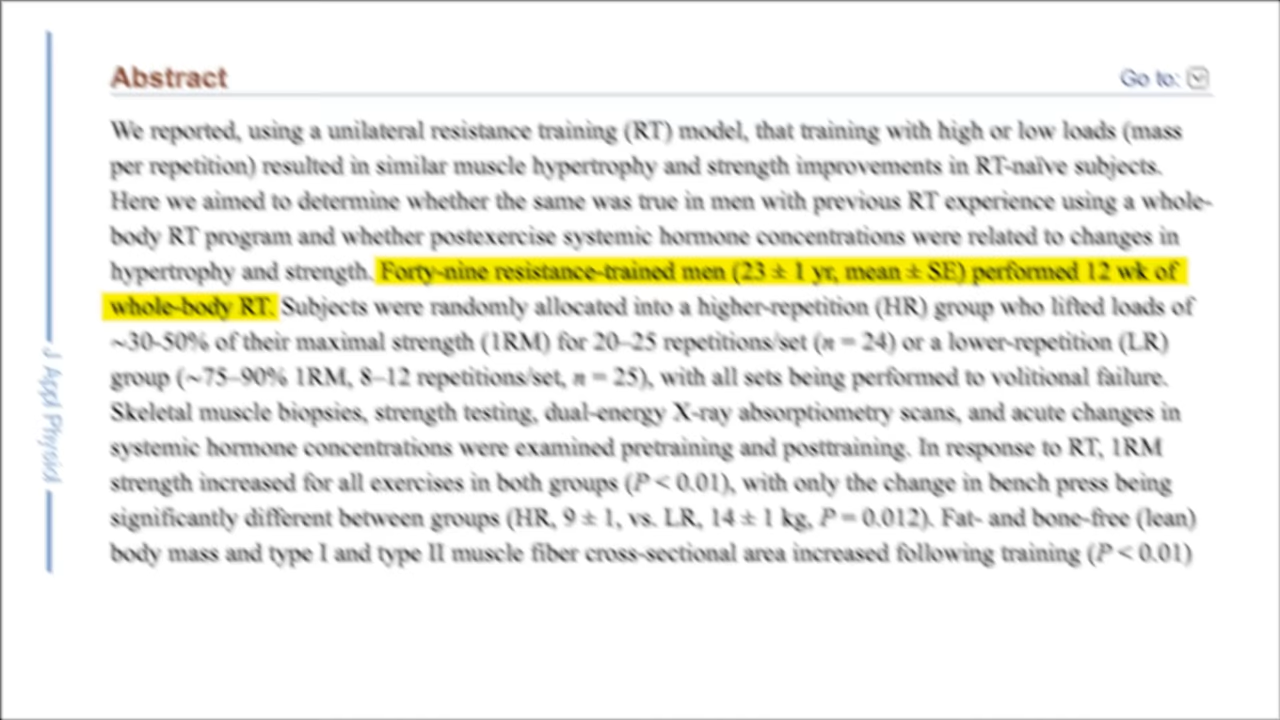 Abstract
Go to:
We reported, using a unilateral resistance training (RT) model, that training with high or low loads (mass
per repetition) resulted in similar muscle hypertrophy and strength improvements in RT-naïve subjects.
Here we aimed to determine whether the same was true in men with previous RT experience using a whole-
body RT program and whether postexercise systemic hormone concentrations were related to changes in
hypertrophy and strength. Forty-nine resistance-trained men (23 ± 1 yr, mean ± SE) performed 12 wk of
whole-body RT. Subjects were randomly allocated into a higher-repetition (HR) group who lifted loads of
~30-50% of their maximal strength (1RM) for 20–25 repetitions/set (n = 24) or a lower-repetition (LR)
group (~75–90% 1RM, 8–12 repetitions/set, n = 25), with all sets being performed to volitional failure.
Skeletal muscle biopsies, strength testing, dual-energy X-ray absorptiometry scans, and acute changes in
systemic hormone concentrations were examined pretraining and posttraining. In response to RT, 1RM
strength increased for all exercises in both groups (P < 0.01), with only the change in bench press being
significantly different between groups (HR, 9 ± 1, vs. LR, 14 ± 1 kg, P = 0.012). Fat- and bone-free (lean)
body mass and type I and type II muscle fiber cross-sectional area increased following training (P < 0.01)
J Appl Physiol